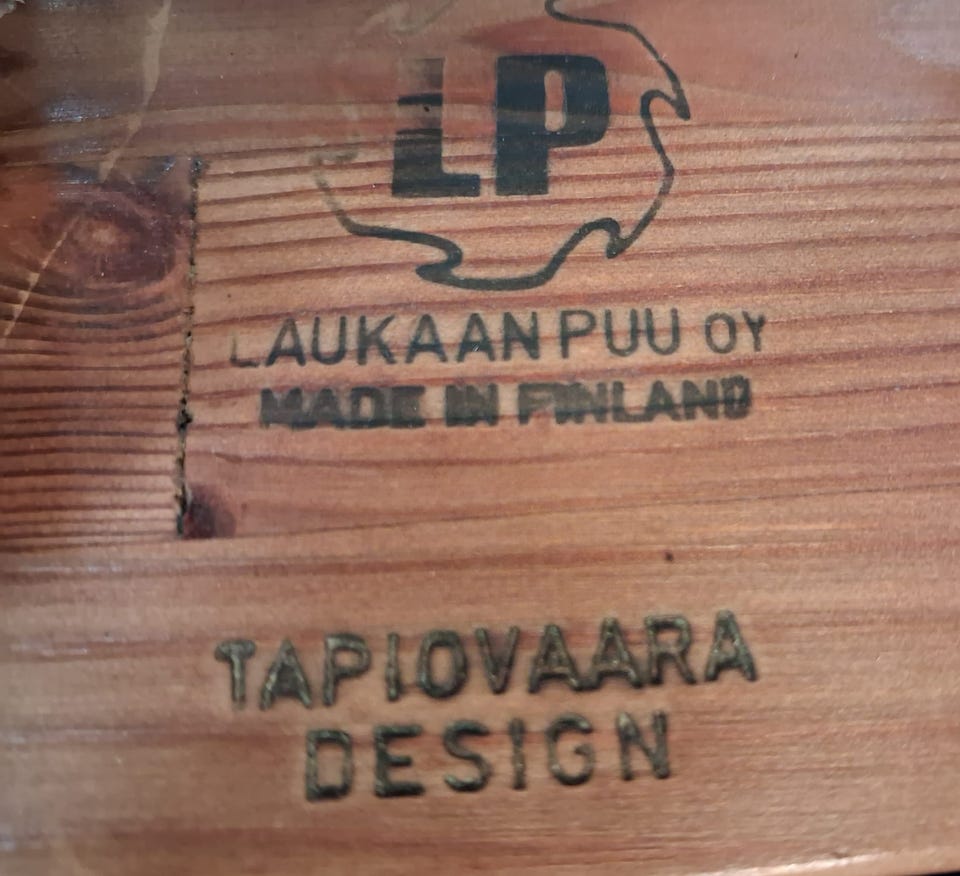 LP
LAUKAAN PUU OY
MADE IN FINLAND
TAPIOVAARA
DESIGN